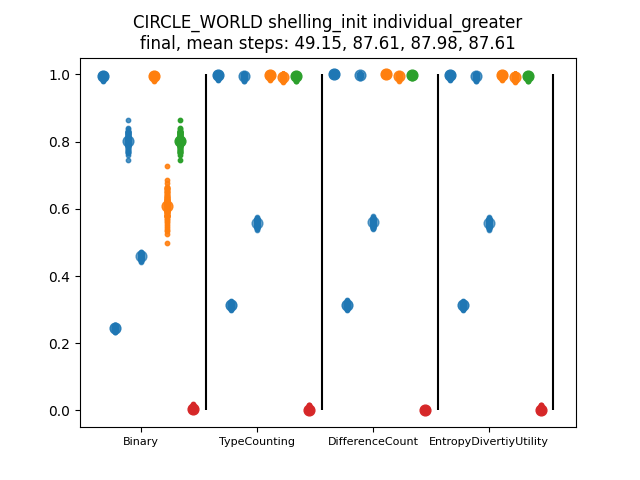 CIRCLE_WORLD shelling_init individual_greater
final, mean steps: 49.15, 87.61, 87.98, 87.61
1.0
0.8
0.6
0.4
0.2
0.0
Binary TypeCounting DifferenceCount EntropyDivertiyUtility